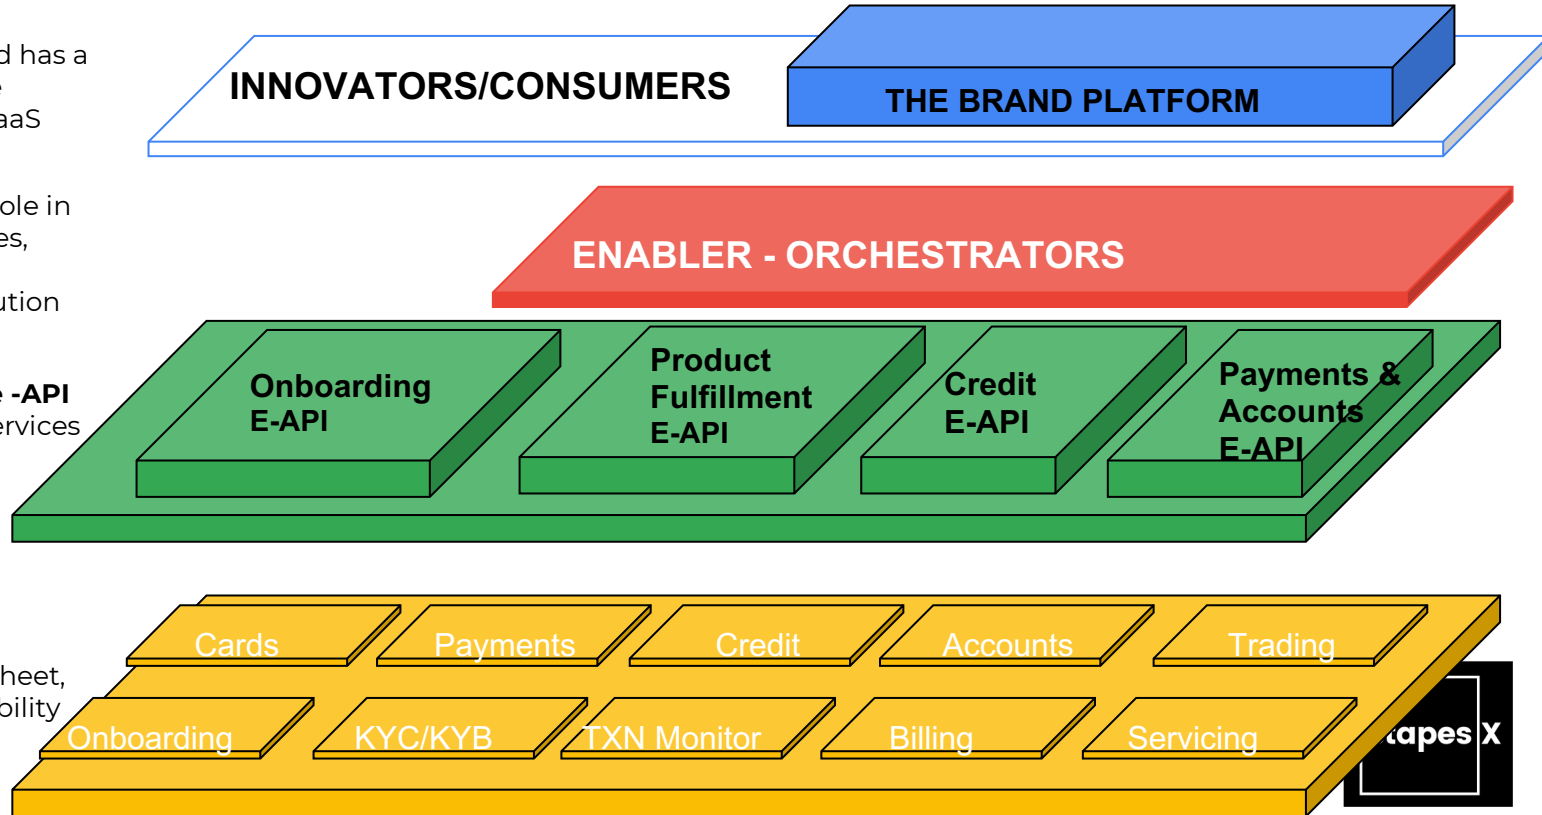 d has a
INNOVATORS/CONSUMERS
THE BRAND PLATFORM
aaS
ole in
es,
ENABLER - ORCHESTRATORS
ution
Onboarding
E-API
Product
Fulfillment
E-API
Credit
E-API
Payments &
Accounts
E-API
e -API
ervices
Cards
Payments
Credit
Accounts
Trading
heet,
bility
Onboarding
KYC/KYB
TXN Monitor
Billing
Servicing
tapes X